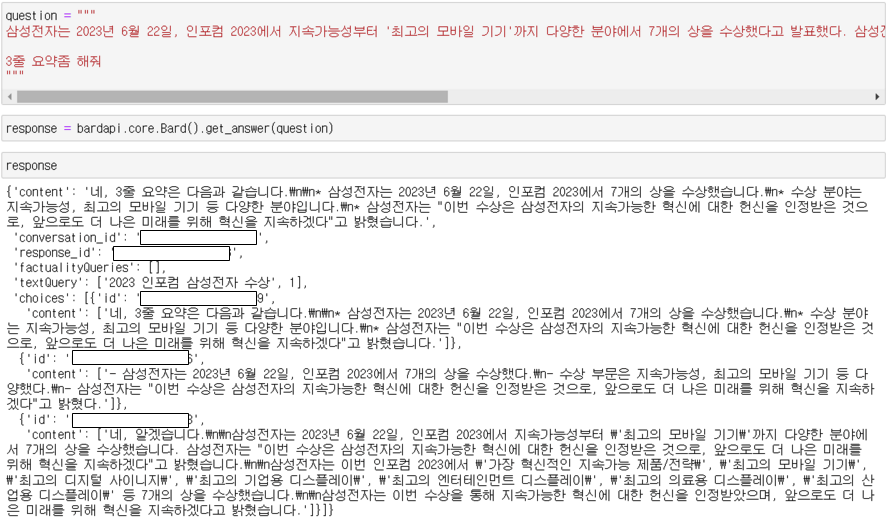 question = """
삼성전자는 2023년 6월 22일, 인포컴 2023에서 지속가능성부터 '최고의 모바일 기기'까지 다양한 분야에서 7개의 상을 수상했다고 발표했다. 삼성전
3줄 요약좀 해줘
"""
response = bardapi.core.Bard().get_answer(question)
response
{'content': '네, 3줄 요약은 다음과 같습니다.₩n₩n* 삼성전자는 2023년 6월 22일, 인포컴 2023에서 7개의 상을 수상했습니다.₩n* 수상 분야는
지속가능성, 최고의 모바일 기기 등 다양한 분야입니다.₩n* 삼성전자는 "이번 수상은 삼성전자의 지속가능한 혁신에 대한 헌신을 인정받은 것으
로, 앞으로도 더 나은 미래를 위해 혁신을 지속하겠다"고 밝혔습니다.',
'conversation_id': '
',
'response_id': '
',
'factualityQueries': [],
'textQuery': ['2023 인포컴 삼성전자 수상', 1],
'choices': [{'id': '
9',
'content': ['네, 3줄 요약은 다음과 같습니다.₩n₩n* 삼성전자는 2023년 6월 22일, 인포컴 2023에서 7개의 상을 수상했습니다.₩n* 수상 분야
는 지속가능성, 최고의 모바일 기기 등 다양한 분야입니다.₩n* 삼성전자는 "이번 수상은 삼성전자의 지속가능한 혁신에 대한 헌신을 인정받은 것
으로, 앞으로도 더 나은 미래를 위해 혁신을 지속하겠다"고 밝혔습니다.']},
{'id': '
',
'content': ['- 삼성전자는 2023년 6월 22일, 인포컴 2023에서 7개의 상을 수상했다.₩n- 수상 부문은 지속가능성, 최고의 모바일 기기 등 다
양했다.₩n- 삼성전자는 "이번 수상은 삼성전자의 지속가능한 혁신에 대한 헌신을 인정받은 것으로, 앞으로도 더 나은 미래를 위해 혁신을 지속하
겠다"고 밝혔다.']},
{'id': '
',
'content': ['네, 알겠습니다.₩n₩n삼성전자는 2023년 6월 22일, 인포컴 2023에서 지속가능성부터 ₩'최고의 모바일 기기₩'까지 다양한 분야에
서 7개의 상을 수상했습니다. 삼성전자는 "이번 수상은 삼성전자의 지속가능한 혁신에 대한 헌신을 인정받은 것으로, 앞으로도 더 나은 미래를
위해 혁신을 지속하겠다"고 밝혔습니다.₩n₩n삼성전자는 이번 인포컴 2023에서 ₩'가장 혁신적인 지속가능 제품/전략₩', ₩'최고의 모바일 기기₩',
₩'최고의 디지털 사이니지₩', ₩'최고의 기업용 디스플레이₩', ₩'최고의 엔터테인먼트 디스플레이₩', ₩'최고의 의료용 디스플레이₩', ₩'최고의 산
업용 디스플레이₩' 등 7개의 상을 수상했습니다.₩n₩n삼성전자는 이번 수상을 통해 지속가능한 혁신에 대한 헌신을 인정받았으며, 앞으로도 더 나
은 미래를 위해 혁신을 지속하겠다고 밝혔습니다.']}]}